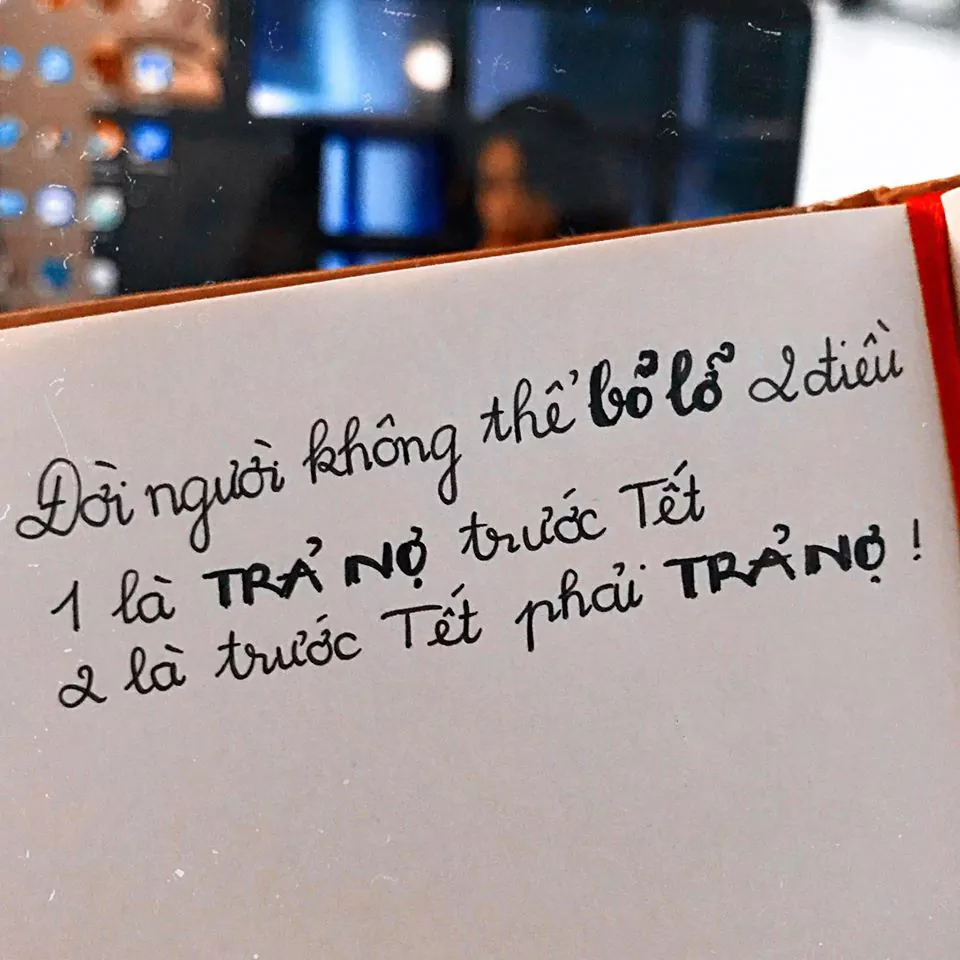 Đời người không thể bỏ lỡ 2 điều
1 là TRẢ NỢ trước Tết
2 là trước Tết phải TRẢ NỢ !